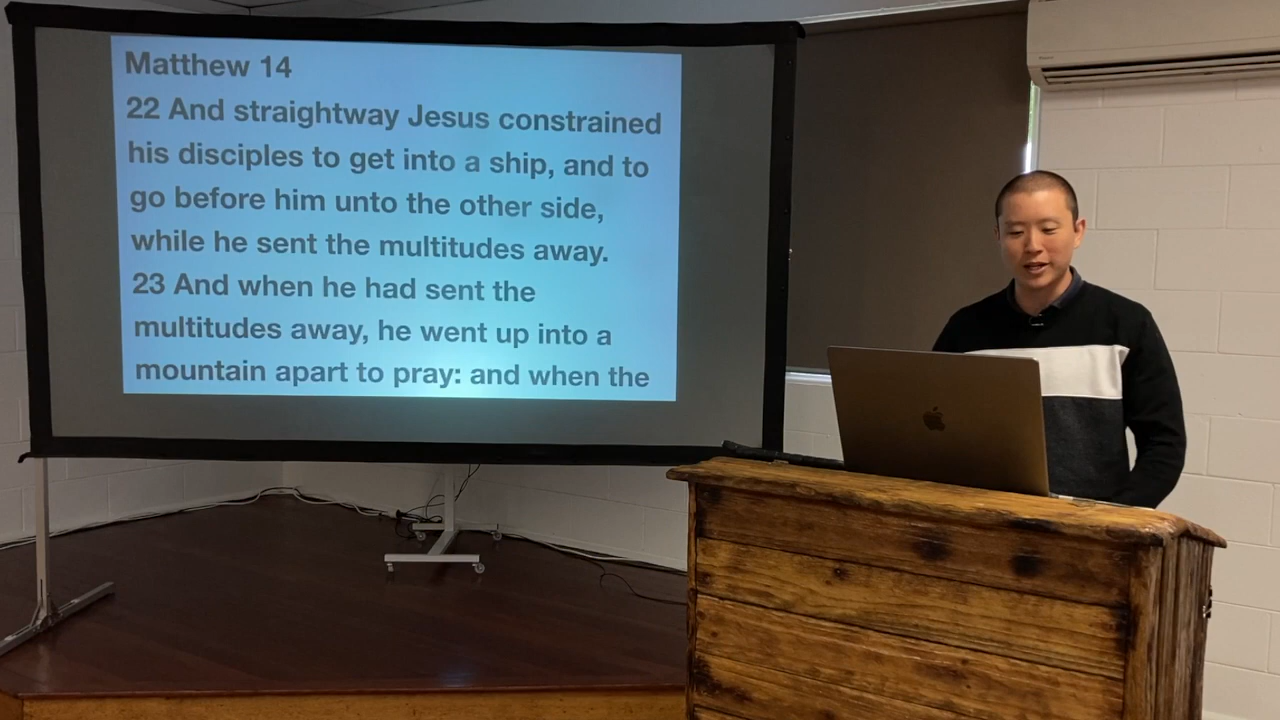 Matthew 14
22 And straightway Jesus constrained
his disciples to get into a ship, and to
go before him unto the other side,
while he sent the multitudes away.
23 And when he had sent the
multitudes away, he went up into a
mountain apart to pray: and when the